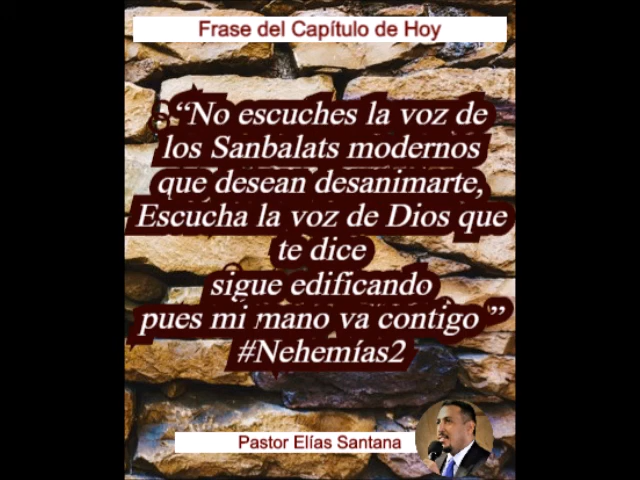 Frase del Capítulo de Hoy
“No escuches la voz de
los Sanbalats modernos
que desean desanimarte,
Escucha la voz de Dios que
te dice
sigue edificando
pues mi mano va contigo ”
#Nehemías2
Pastor Elías Santana